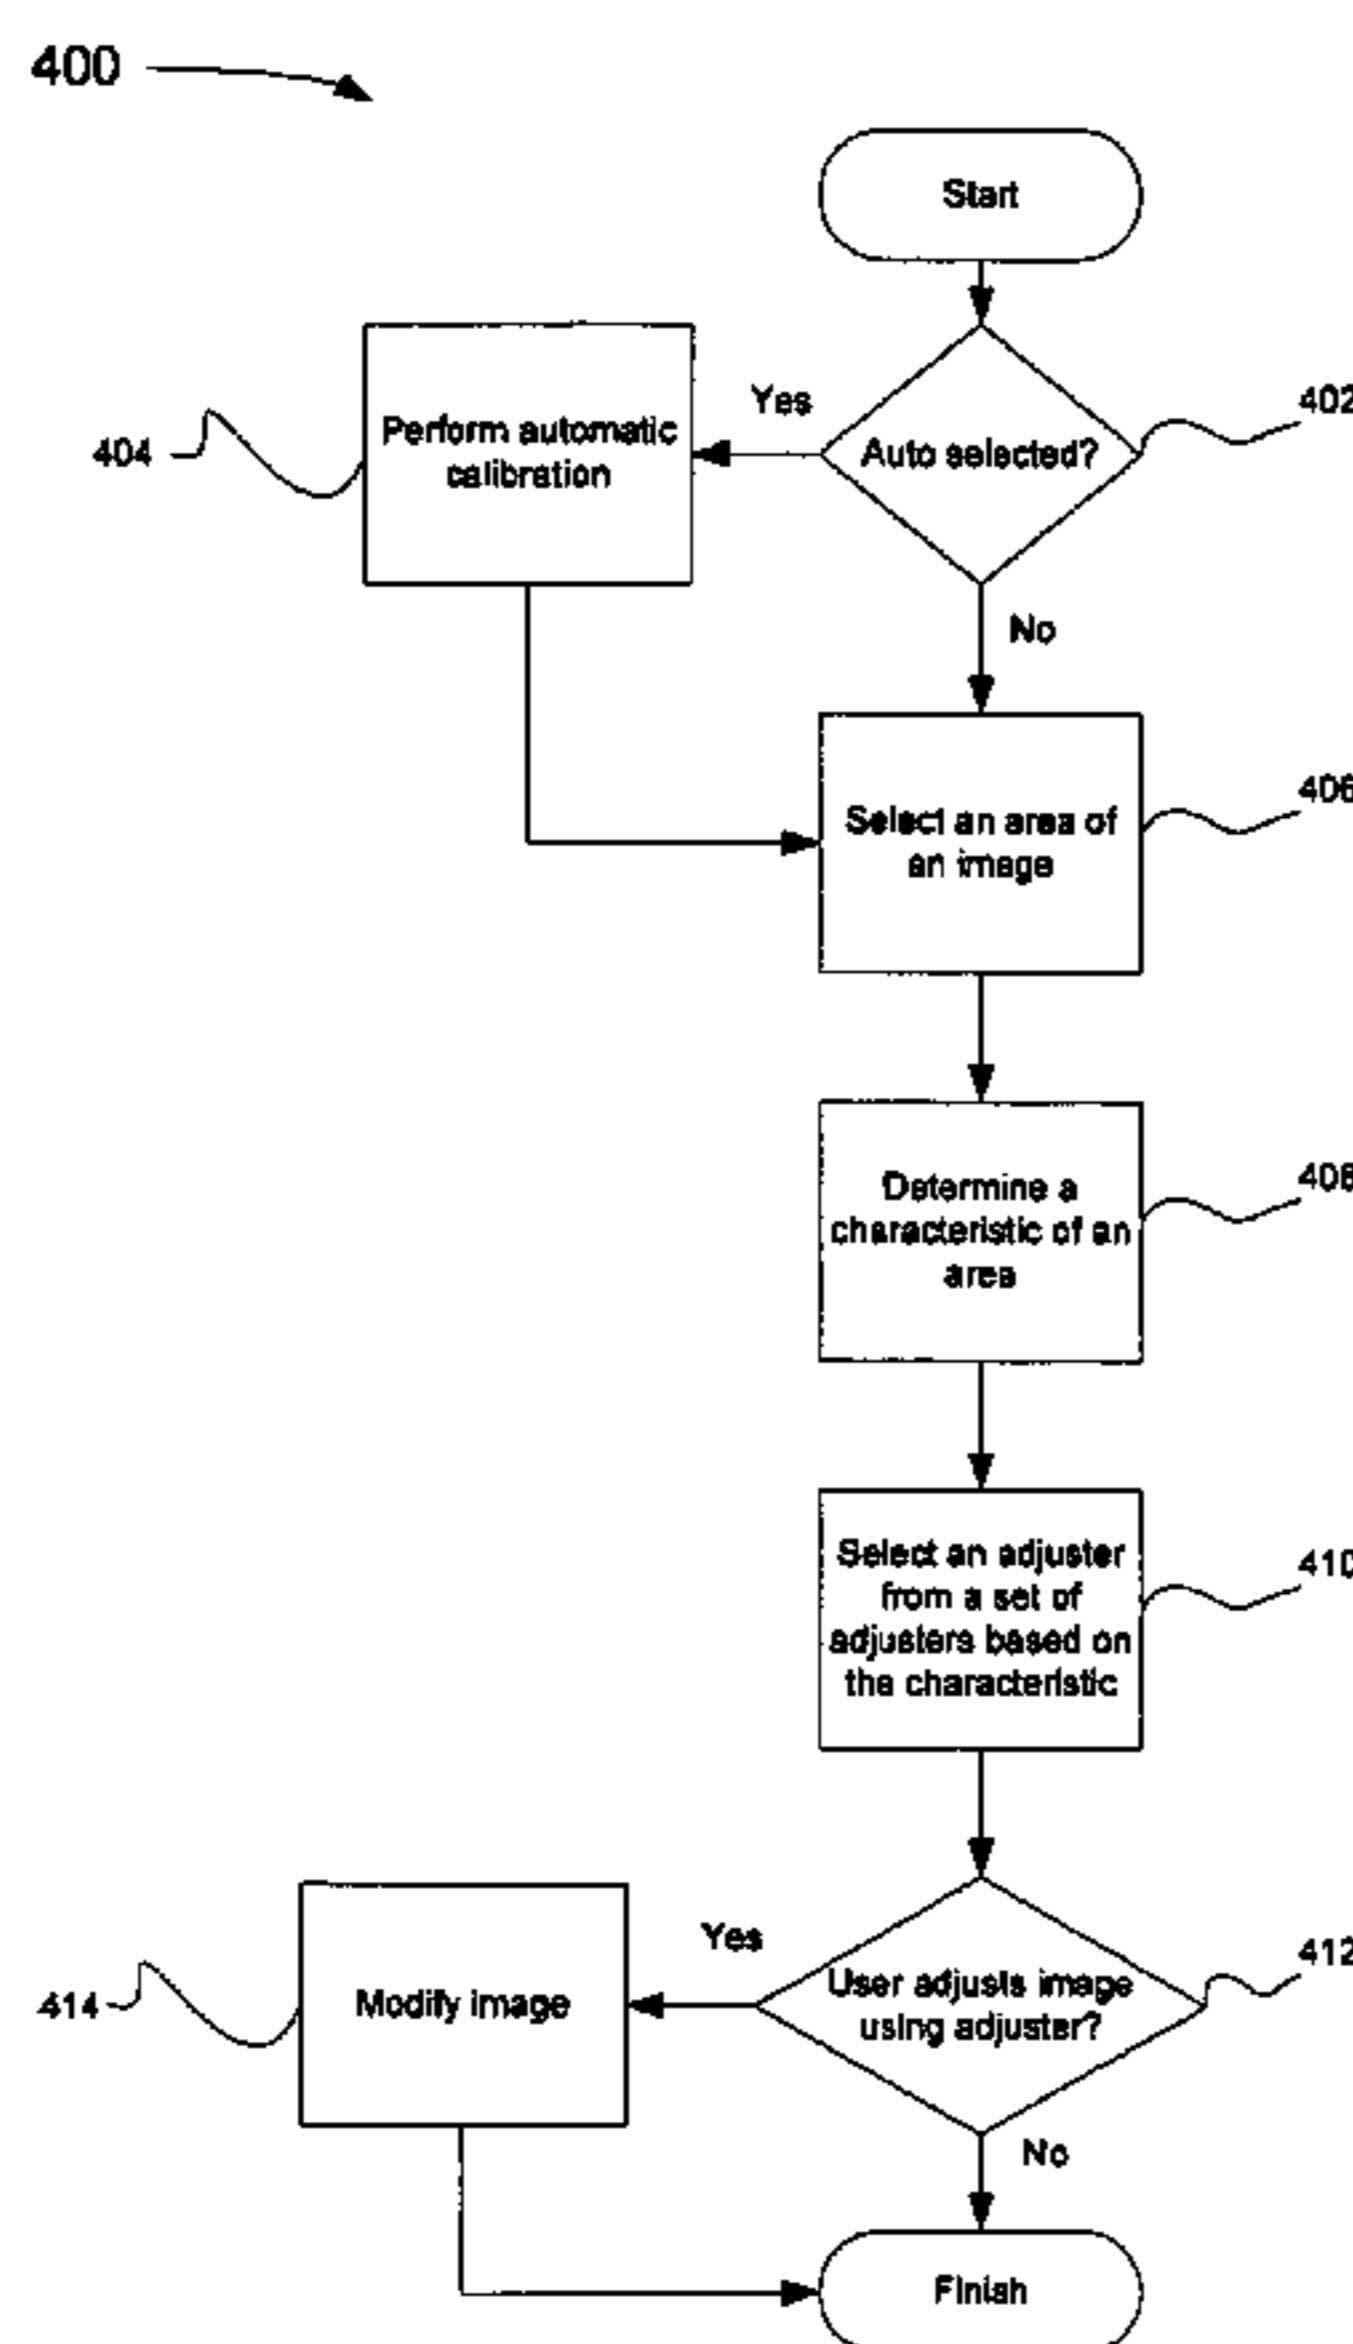 400
Start
Yes
402
Auto selected?
404
Perform automatic
calibration
No
406
Select an area of
an image
408
Determine a
characteristic of an
area
410
Select an adjuster
from a set of
adjusters based on
the characteristic
412
Yes
User adjusts image
using adjuster?
414
Modify image
No
Finish